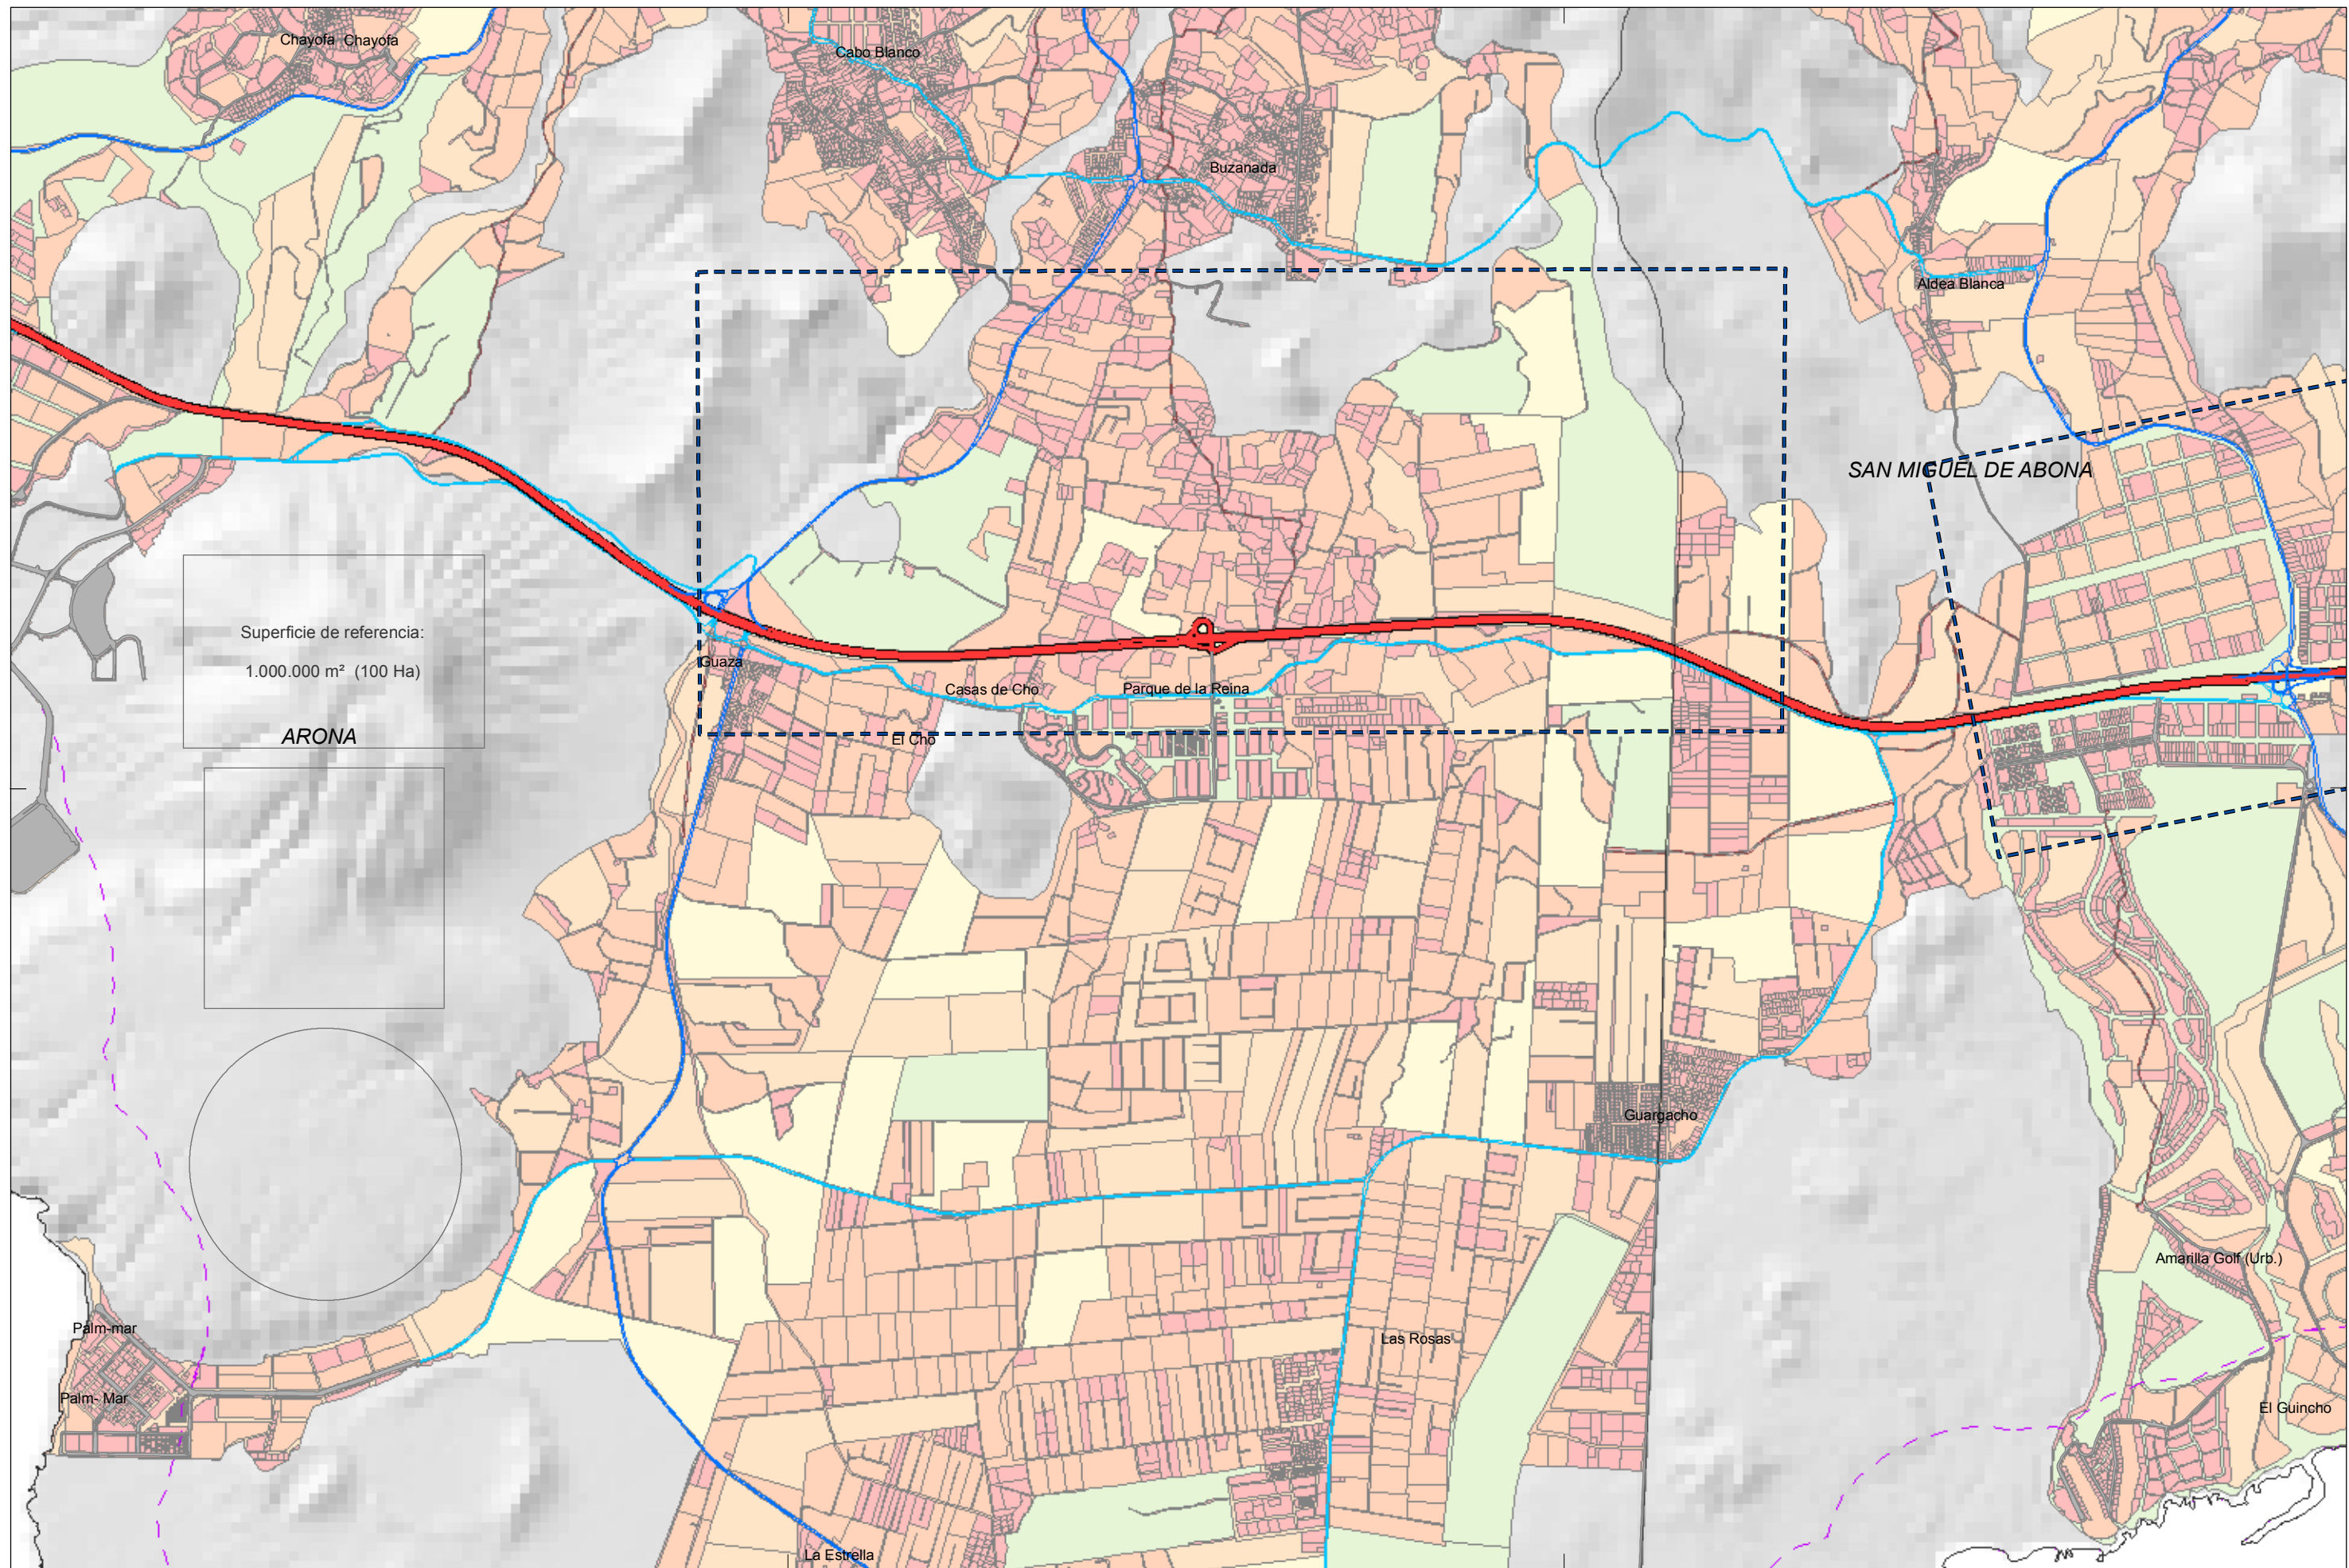 Chayofa Chayofa
Cabo Blanco
Buzanada
Aldea Blanca
SAN MIGUEL DE ABONA
Superficie de referencia:
1.000.000 m² (100 Ha)
ARONA
Guaza
Casas de Cho
Parque de la Reina
El Cho
Guargacho
Amarilla Golf (Urb.)
Palm-mar
Las Rosas
Palm- Mar
El Guincho
La Estrella